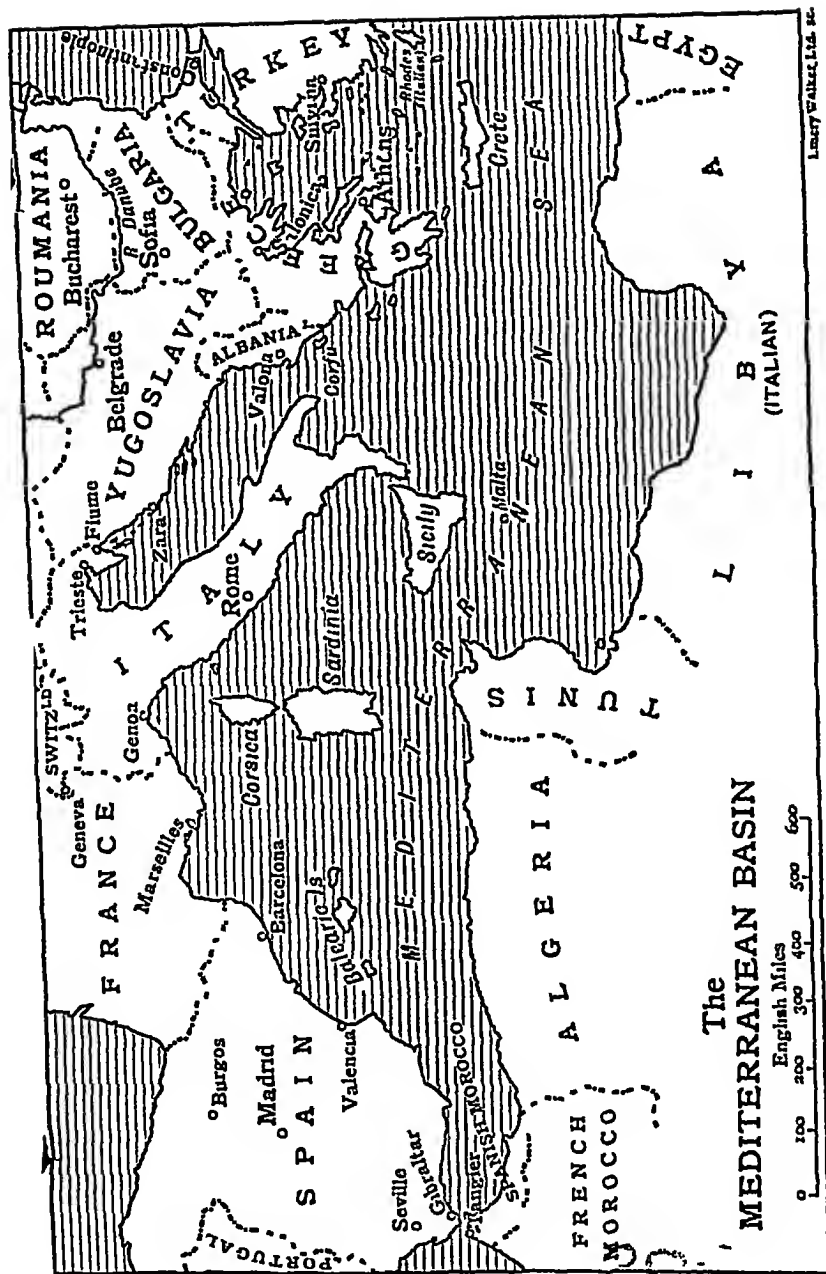 ROUMANIA
Bucharest
R Danube
Sofia
BULGARIA
Constantinople
TURKEY
Smyrna
Rhodes
(Italian)
EGYPT
Crete
Athens
GREECE
Salonica
ALBANIA
Valona
Corfu
YUGOSLAVIA
Belgrade
Fiume
Trieste
Zara
ITALY
Rome
Genoa
SWITZLD
Geneva
FRANCE
Marseilles
Corsica
Sardinia
Sicily
Malta
MEDITERRANEAN SEA
Barcelona
Balearic Is
Valencia
Burgos
Madrid
SPAIN
PORTUGAL
Seville
Gibraltar
Tangier
SPANISH MOROCCO
FRENCH
MOROCCO
ALGERIA
TUNIS
LIBYA
(ITALIAN)
The
MEDITERRANEAN BASIN
English Miles
0 100 200 300 400 500 600
Emery Walker Ltd. sc.